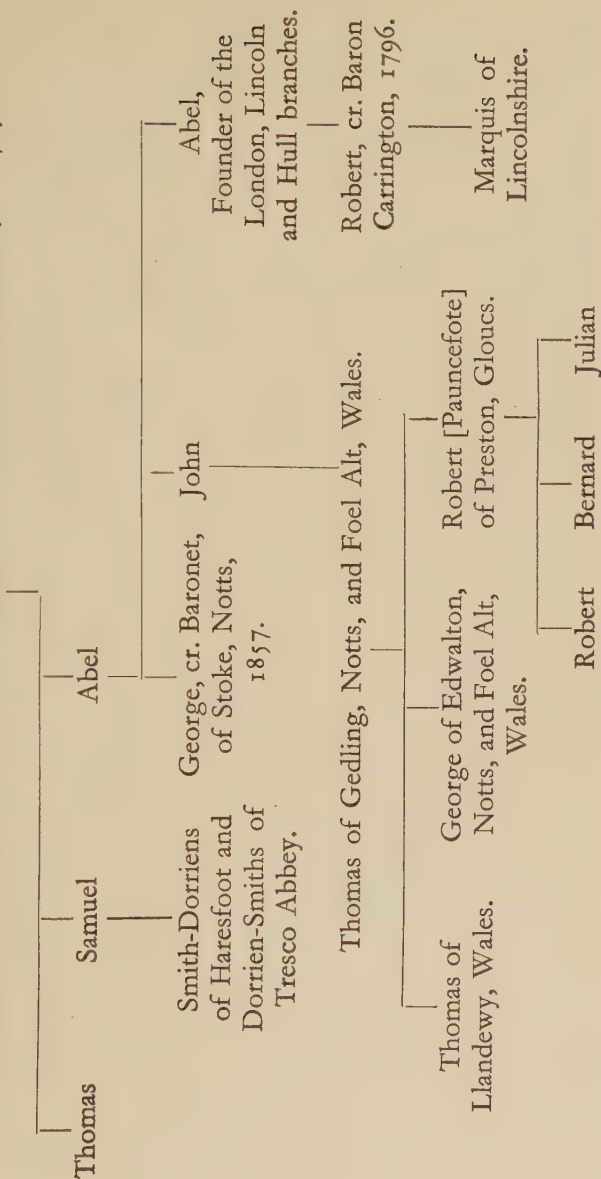 Thomas
Samuel
Abel
Smith-Dorriens
of Haresfoot and
Dorrien-Smiths of
Tresco Abbey.
George, cr. Baronet,
of Stoke, Notts,
1857.
John
Abel,
Founder of the
London, Lincoln
and Hull branches.
Thomas of Gedling, Notts, and Foel Alt, Wales.
Robert, cr. Baron
Carrington, 1796.
Marquis of
Lincolnshire.
Thomas of
Llandewy, Wales.
George of Edwalton,
Notts, and Foel Alt,
Wales.
Robert [Pauncefote]
of Preston, Gloucs.
Robert
Bernard
Julian